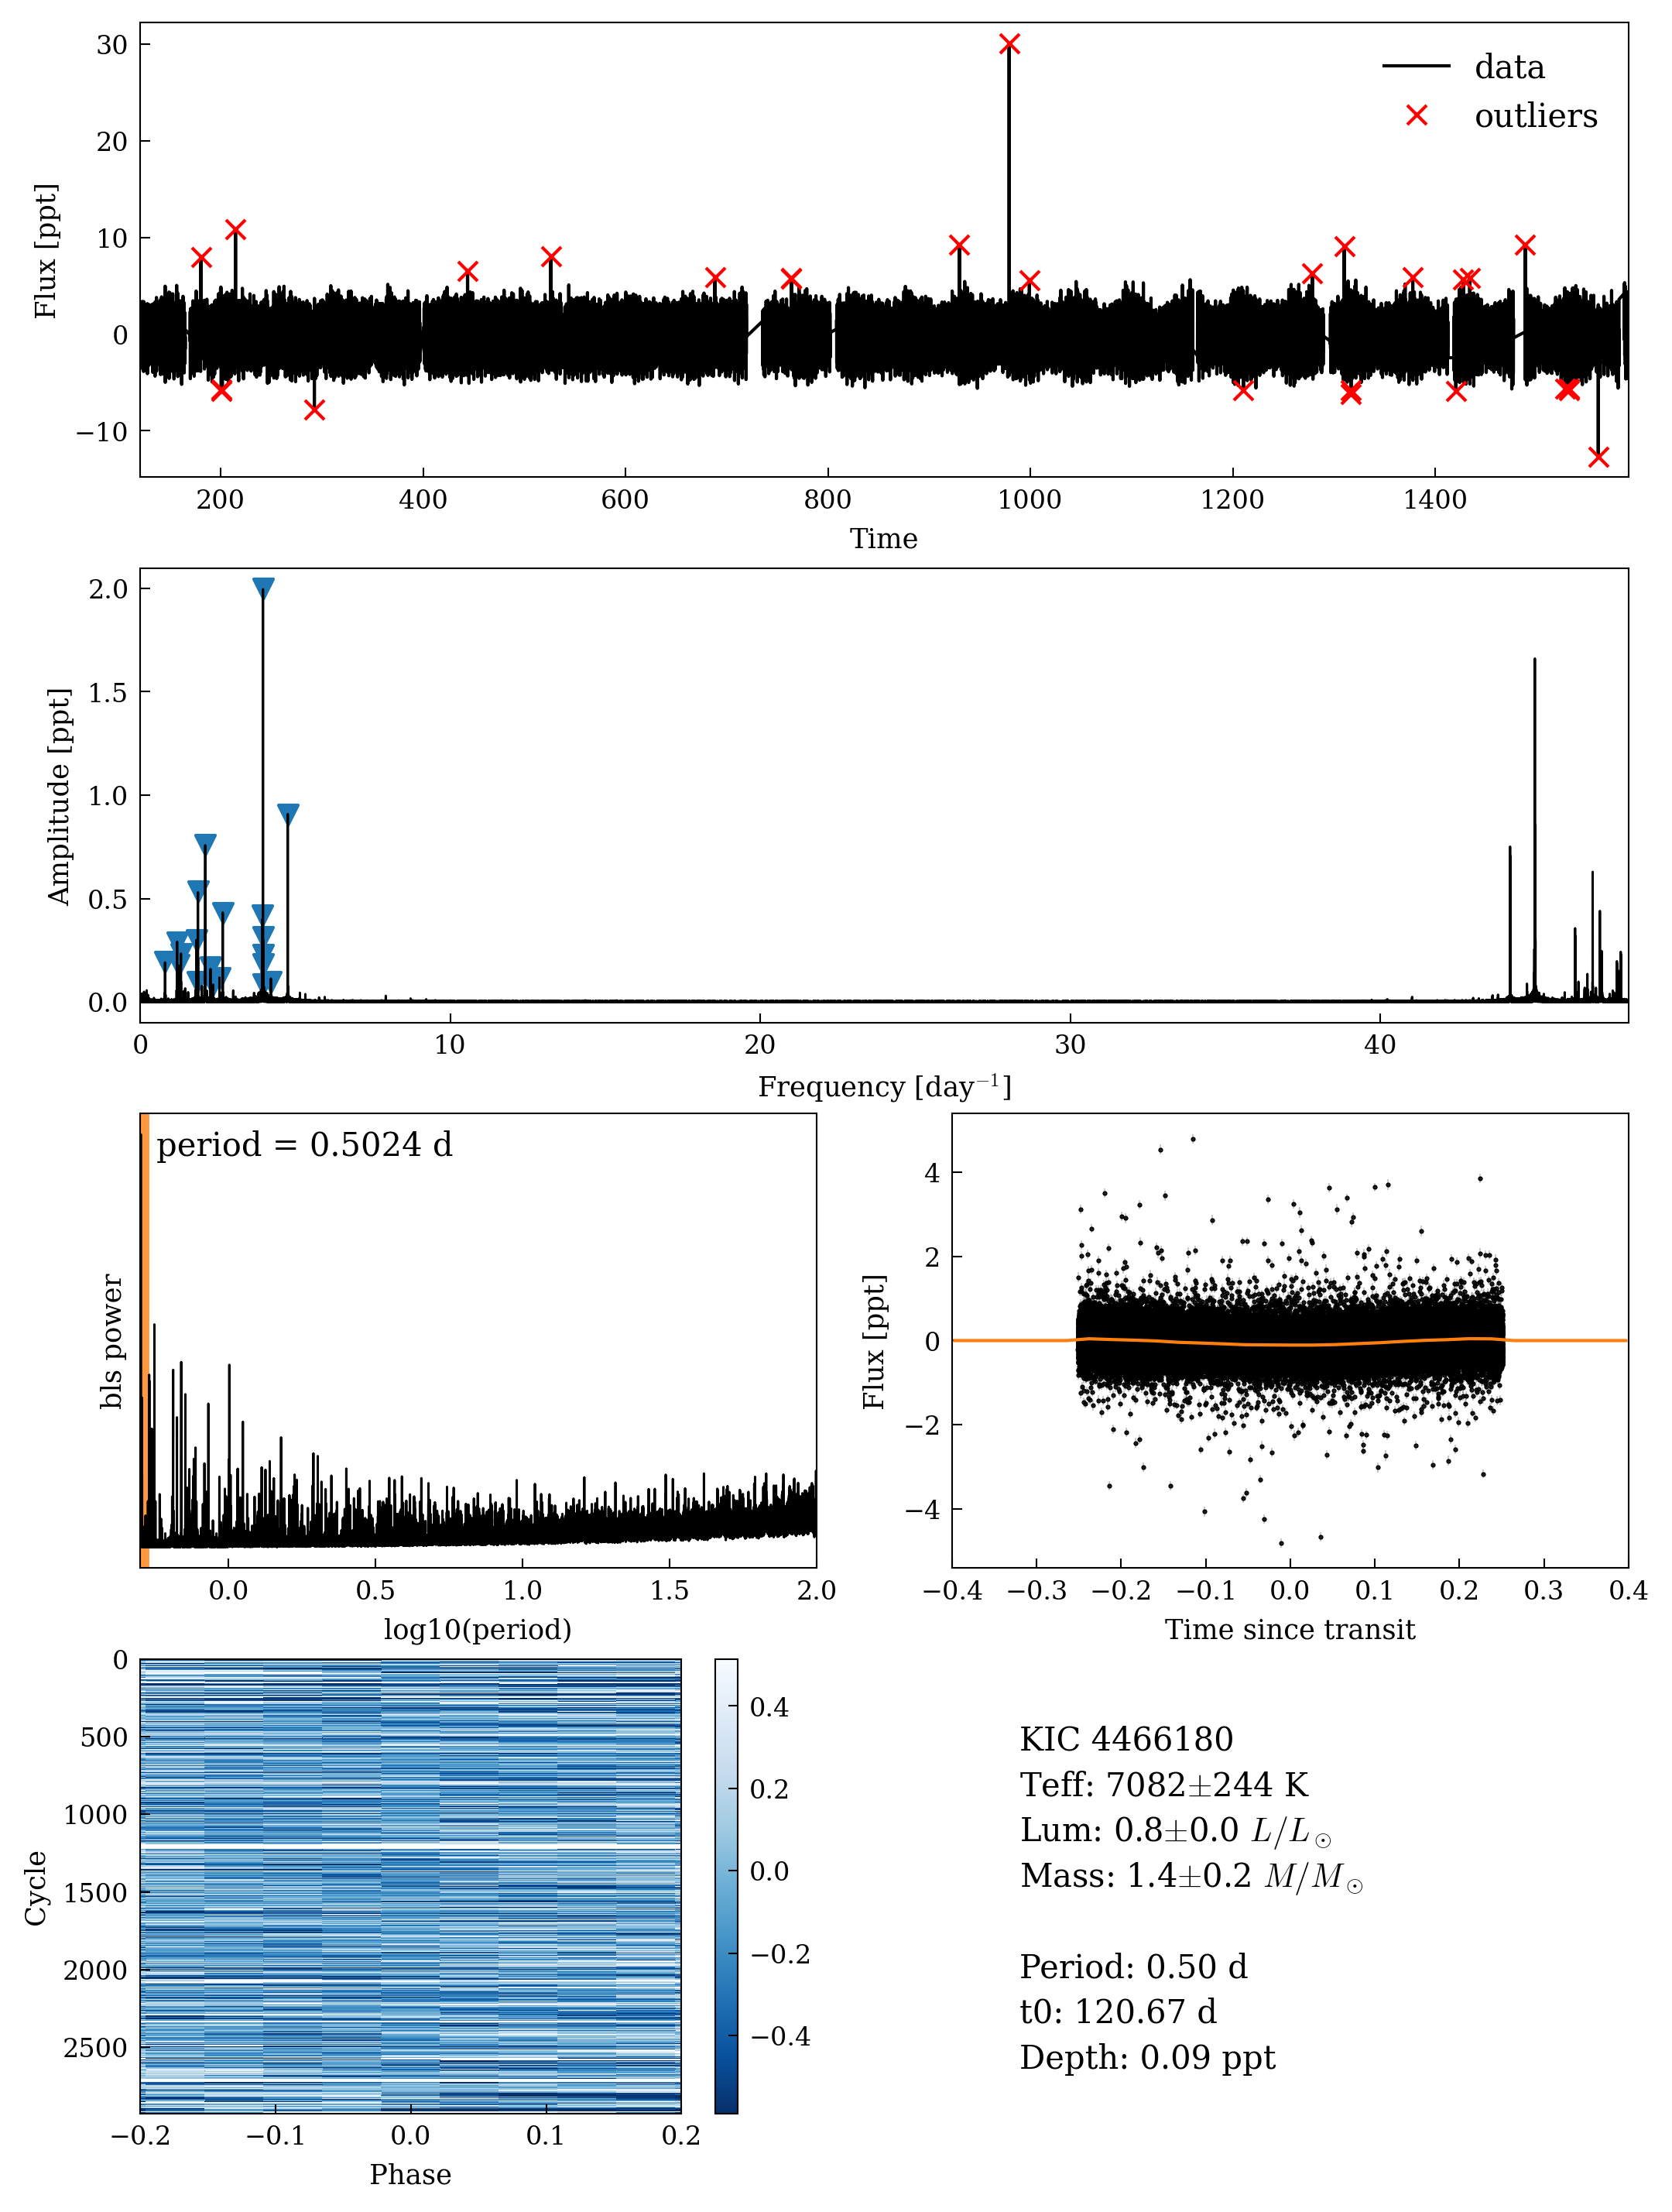 30
20
10
0
−10
Flux [ppt]
data
outliers
200
400
600
800
1000
1200
1400
Time
2.0
1.5
1.0
0.5
0.0
Amplitude [ppt]
0
10
20
30
40
Frequency [day⁻¹]
period = 0.5024 d
bls power
0.0
0.5
1.0
1.5
2.0
log10(period)
4
2
0
−2
−4
Flux [ppt]
−0.4
−0.3
−0.2
−0.1
0.0
0.1
0.2
0.3
0.4
Time since transit
0
500
1000
1500
2000
2500
Cycle
−0.2
−0.1
0.0
0.1
0.2
Phase
0.4
0.2
0.0
−0.2
−0.4
KIC 4466180
Teff: 7082±244 K
Lum: 0.8±0.0 L/L⊙
Mass: 1.4±0.2 M/M⊙
Period: 0.50 d
t0: 120.67 d
Depth: 0.09 ppt